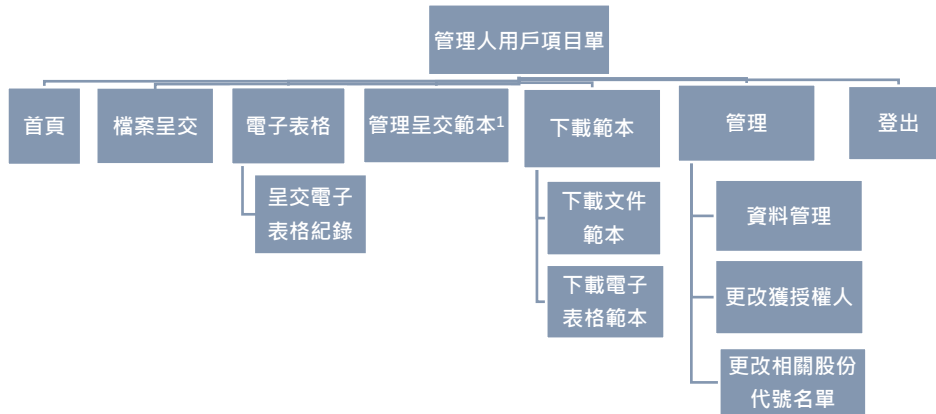 管理人用戶項目單
首頁
檔案呈交
電子表格
管理呈交範本1
下載範本
管理
登出
呈交電子
表格紀錄
下載文件
範本
下載電子
表格範本
資料管理
更改獲授權人
更改相關股份
代號名單